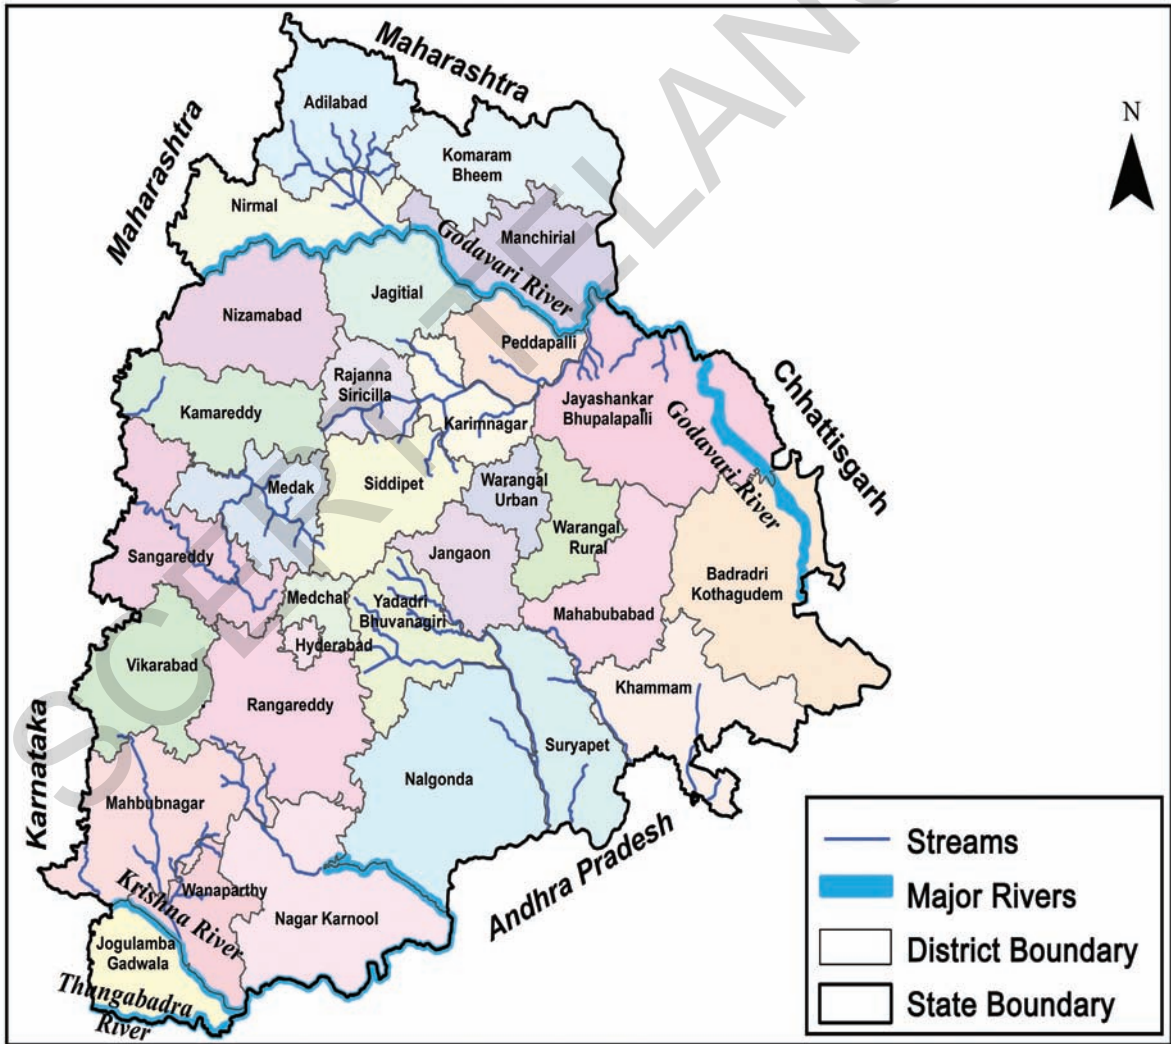 SCERT TELAN
Maharashtra
Maharashtra
N
Adilabad
Komaram
Bheem
Nirmal
Manchirial
Godavari River
Jagitial
Nizamabad
Peddapalli
Rajanna
Siricilla
Kamareddy
Jayashankar
Bhupalapalli
Karimnagar
Chhattisgarh
Godavari River
Medak
Siddipet
Warangal
Urban
Warangal
Rural
Sangareddy
Jangaon
Badradri
Kothagudem
Medchal
Yadadri
Bhuvanagiri
Mahabubabad
Hyderabad
Vikarabad
Khammam
Rangareddy
Karnataka
Suryapet
Nalgonda
Mahbubnagar
Andhra Pradesh
Krishna River
Wanaparthy
Nagar Karnool
Jogulamba
Gadwala
Thungabadra
River
Streams
Major Rivers
District Boundary
State Boundary